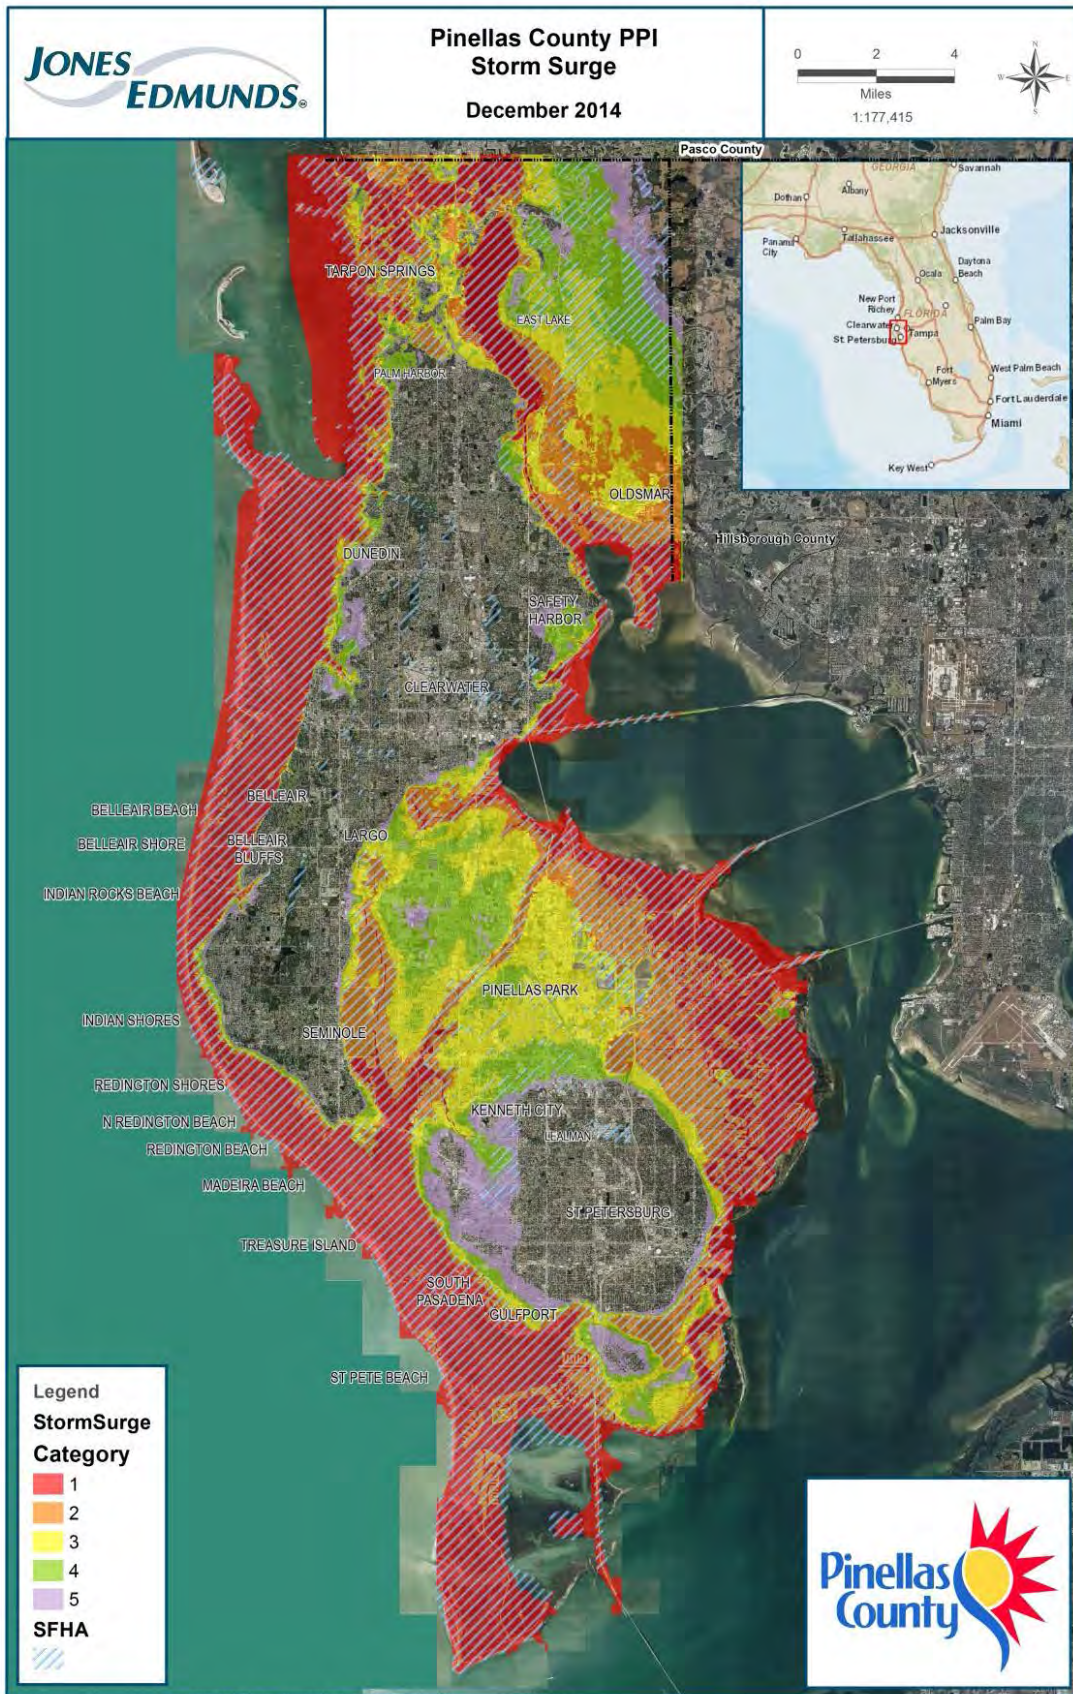 JONES
EDMUNDS
Pinellas County PPI
Storm Surge
December 2014
0 2 4
Miles
1:177,415
N
W
E
S
Pasco County
GEORGIA
Savannah
Dothan
Albany
Panama
City
Tallahassee
Jacksonville
Ocala
Daytona
Beach
New Port
Richey
FLORIDA
Clearwater
Tampa
St. Petersburg
Palm Bay
Fort
Myers
West Palm Beach
Fort Lauderdale
Miami
Key West
TARPON SPRINGS
EAST LAKE
PALM HARBOR
OLDSMAR
Hillsborough County
DUNEDIN
SAFETY
HARBOR
CLEARWATER
BELLEAIR
BELLEAIR BEACH
LARGO
BELLEAIR SHORE
BELLEAIR
BLUFFS
INDIAN ROCKS BEACH
PINELLAS PARK
INDIAN SHORES
SEMINOLE
REDINGTON SHORES
N REDINGTON BEACH
KENNETH CITY
LEALMAN
REDINGTON BEACH
MADEIRA BEACH
ST PETERSBURG
TREASURE ISLAND
SOUTH
PASADENA
GULFPORT
ST PETE BEACH
Legend
StormSurge
Category
1
2
3
4
5
SFHA
Pinellas
County